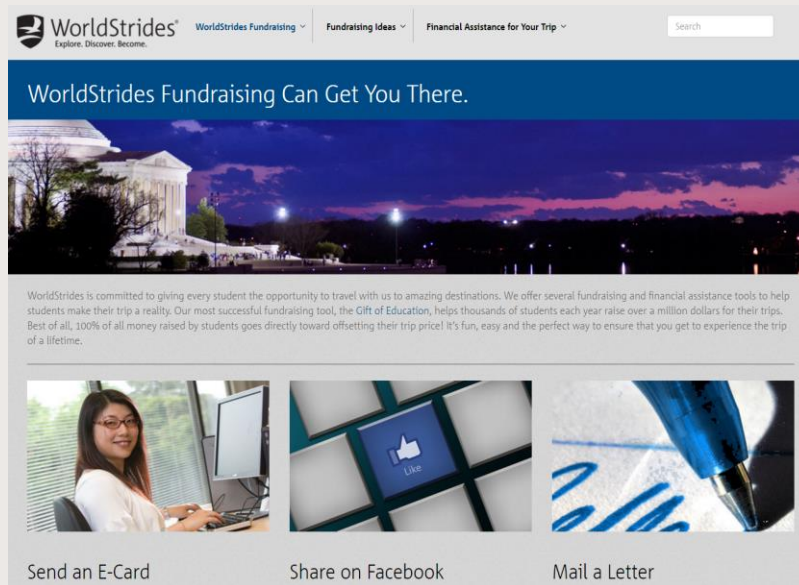 WorldStrides®
Explore. Discover. Become.
WorldStrides Fundraising
Fundraising Ideas
Financial Assistance for Your Trip
Search
WorldStrides Fundraising Can Get You There.
WorldStrides is committed to giving every student the opportunity to travel with us to amazing destinations. We offer several fundraising and financial assistance tools to help
students make their trip a reality. Our most successful fundraising tool, the Gift of Education, helps thousands of students each year raise over a million dollars for their trips.
Best of all, 100% of all money raised by students goes directly toward offsetting their trip price! It's fun, easy and the perfect way to ensure that you get to experience the trip
of a lifetime.
Like
Send an E-Card
Share on Facebook
Mail a Letter